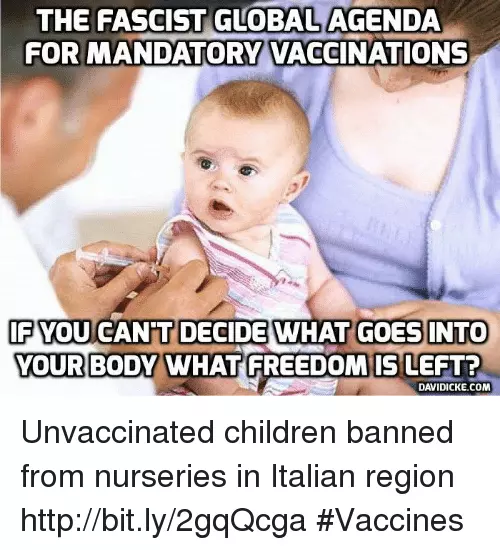 THE FASCIST GLOBAL AGENDA
FOR MANDATORY VACCINATIONS
IF YOU CAN'T DECIDE WHAT GOES INTO
YOUR BODY WHAT FREEDOM IS LEFT?
DAVIDICKE.COM
Unvaccinated children banned
from nurseries in Italian region
http://bit.ly/2gqQcga #Vaccines